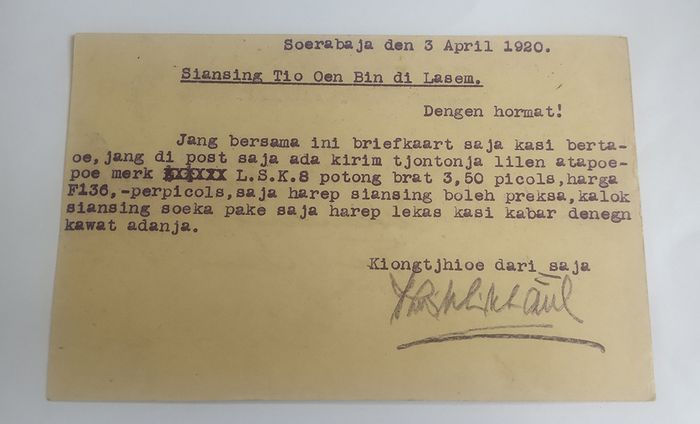 Soerabaja den 3 April 1920.
Siansing Tio Oen Bin di Lasem.
Dengen hormat!
Jang bersama ini briefkaart saja kasi berta-
oe,jang di post saja ada kirim tjontonja lilen atapoe-
poe merk L.S.K.8 potong brat 3,50 picols,harga
F136,-perpicols,saja harep siansing boleh preksa,kalok
siansing soeka pake saja harep lekas kasi kabar denegn
kawat adanja.
Kiongtjhioe dari saja